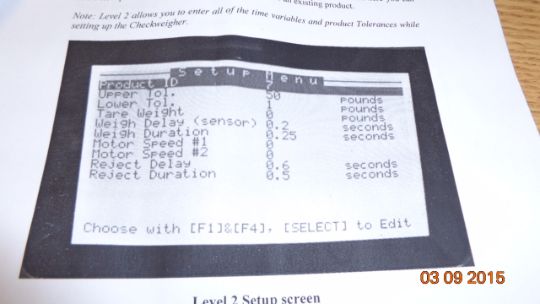 an existing product.
Note: Level 2 allows you to enter all of the time variables and product Tolerances while
setting up the Checkweigher.
Setup Menu
Product ID 7
Upper Tol. 50 pounds
Lower Tol. 1 pounds
Tare Weight 0 pounds
Weigh Delay (sensor) 0.2 seconds
Weigh Duration 0.25 seconds
Motor Speed #1 0
Motor Speed #2 0
Reject Delay 0.6 seconds
Reject Duration 0.5 seconds
Choose with [F1]&[F4], [SELECT] to Edit
03 09 2015
Level 2 Setup screen